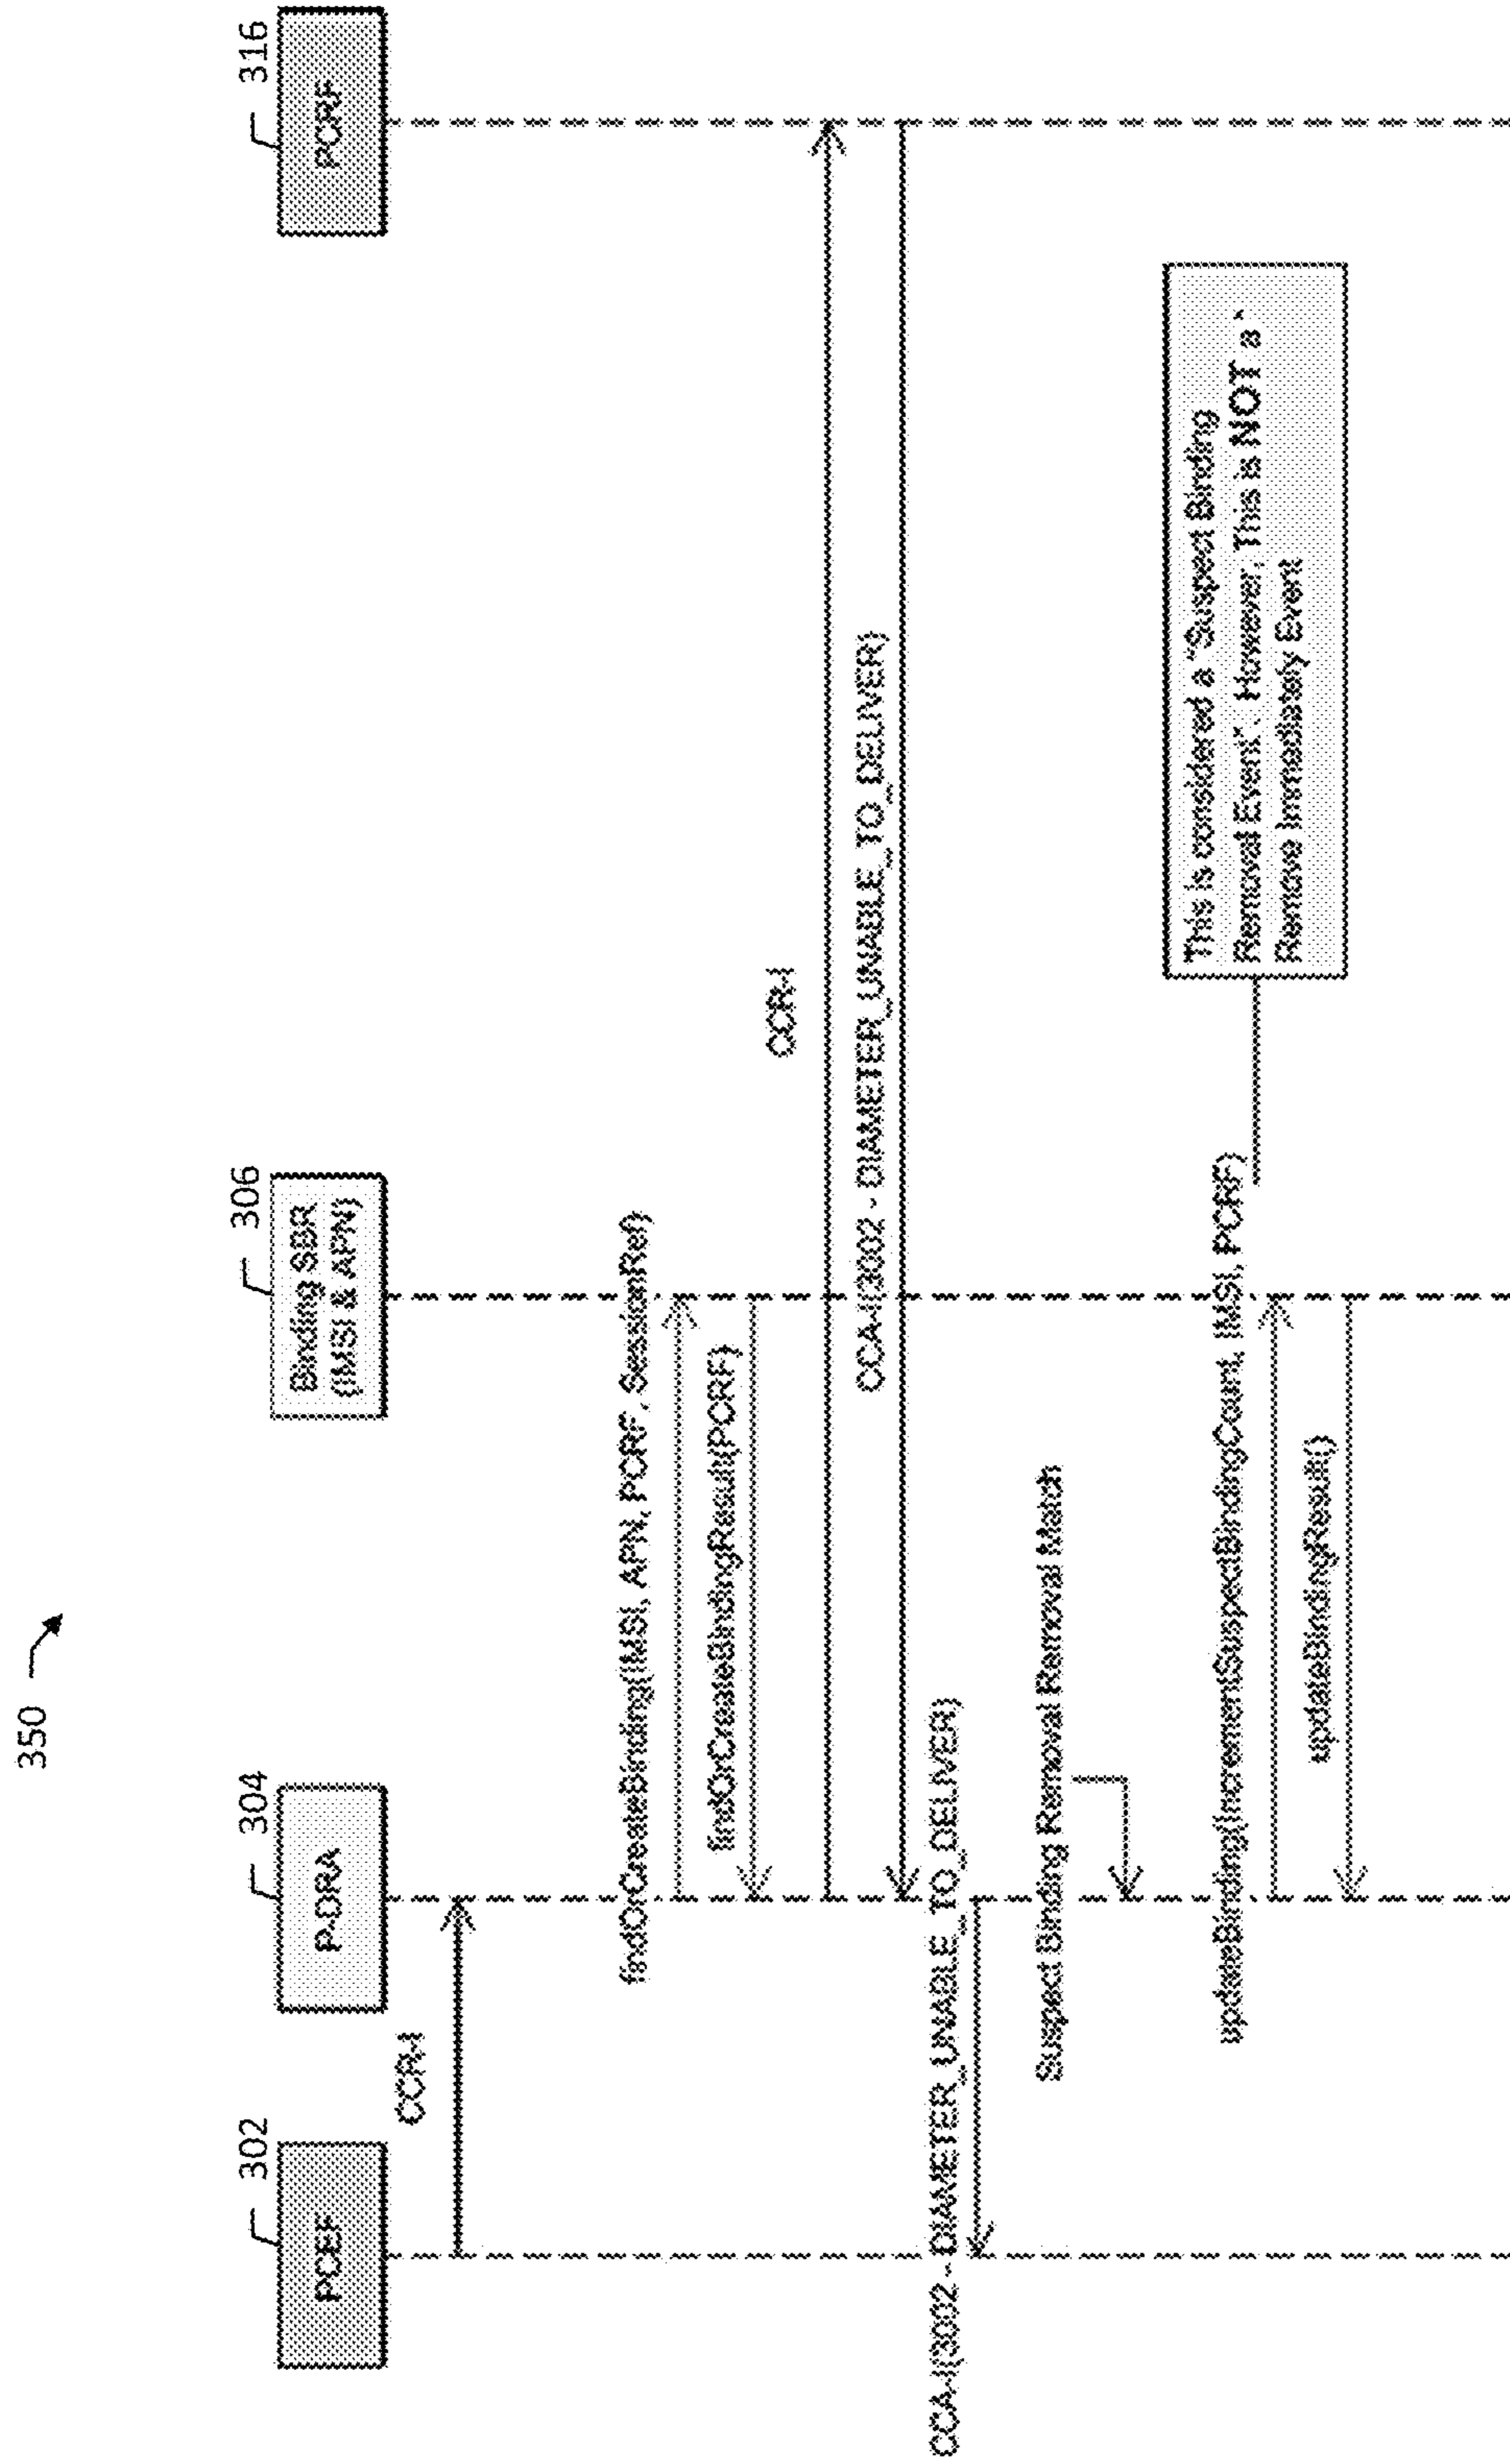 350
302
PCEF
304
P-DRA
306
Binding SBR
(IMSI & APN)
316
PCRF
CCR-I
findOrCreateBinding(IMSI, APN, PCRF, SessionRef)
findOrCreateBindingResult(PCRF)
CCR-I
CCA-I(3002 - DIAMETER_UNABLE_TO_DELIVER)
CCA-I(3002 - DIAMETER_UNABLE_TO_DELIVER)
Suspect Binding Removal Removal Match
updateBinding(IncrementSuspectBindingCount, IMSI, PCRF)
This is considered a "Suspect Binding
Removal Event". However, This is NOT a '
Remove Immediately Event
updateBindingResult()